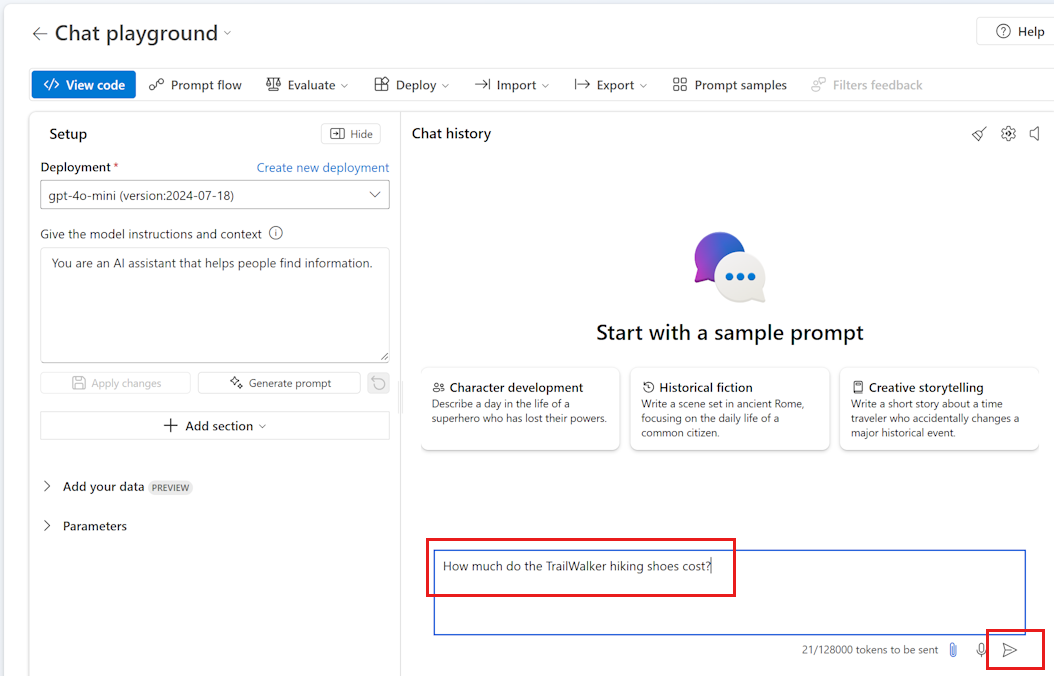 Chat playground
Help
View code
Prompt flow
Evaluate
Deploy
Import
Export
Prompt samples
Filters feedback
Setup
Hide
Deployment *
Create new deployment
gpt-4o-mini (version:2024-07-18)
Give the model instructions and context
You are an AI assistant that helps people find information.
Apply changes
Generate prompt
Add section
Add your data PREVIEW
Parameters
Chat history
Start with a sample prompt
Character development
Describe a day in the life of a
superhero who has lost their powers.
Historical fiction
Write a scene set in ancient Rome,
focusing on the daily life of a
common citizen.
Creative storytelling
Write a short story about a time
traveler who accidentally changes a
major historical event.
How much do the TrailWalker hiking shoes cost?
21/128000 tokens to be sent